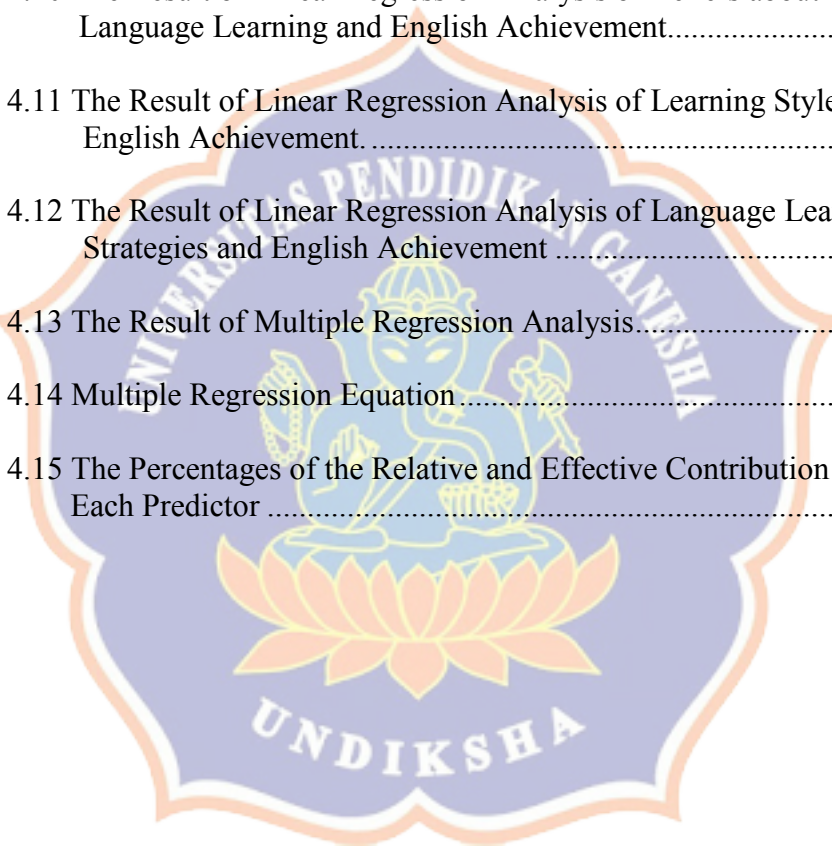 Language Learning and English Achievement....................
4.11 The Result of Linear Regression Analysis of Learning Style
English Achievement. ..........................................................
4.12 The Result of Linear Regression Analysis of Language Lea
Strategies and English Achievement ...................................
4.13 The Result of Multiple Regression Analysis............................
4.14 Multiple Regression Equation ...............................................
4.15 The Percentages of the Relative and Effective Contribution
Each Predictor .......................................................................
UNIVERSITAS PENDIDIKAN GANESHA
UNDIKSHA